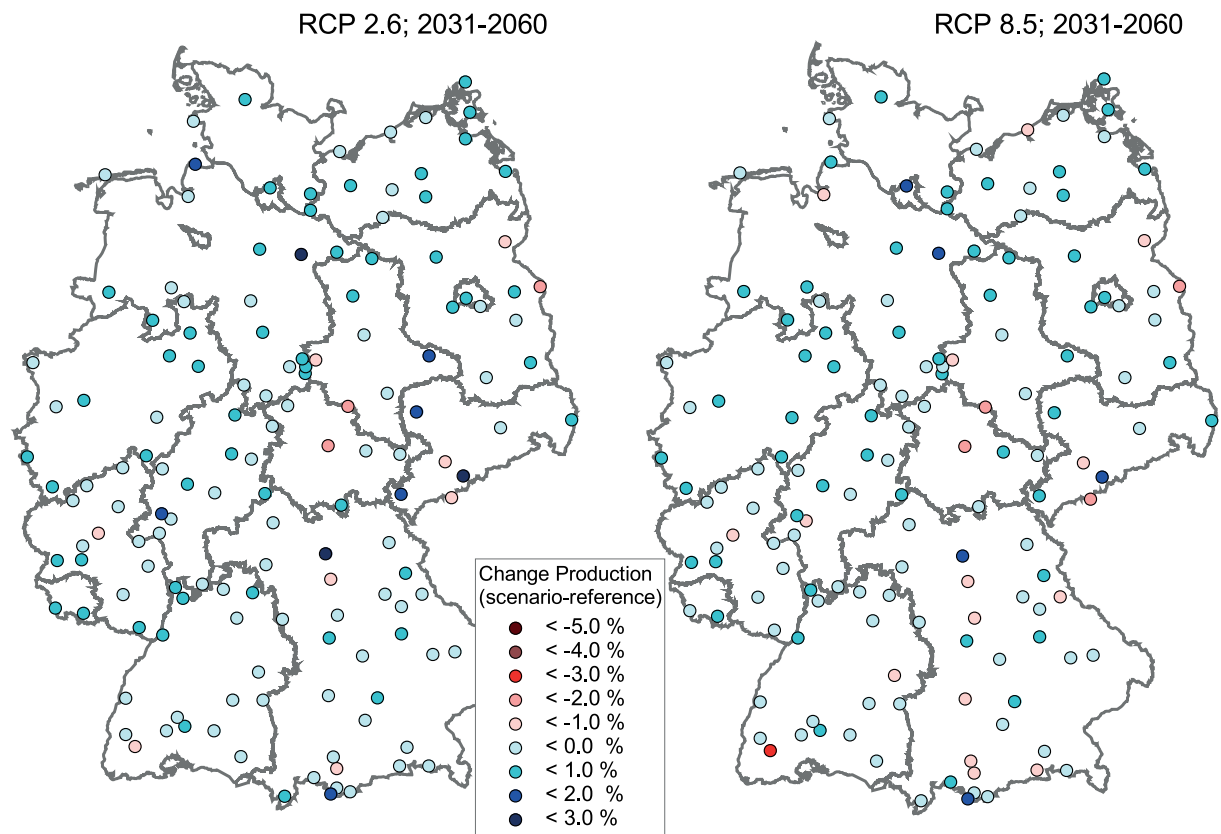 RCP 2.6; 2031-2060
RCP 8.5; 2031-2060
Change Production
(scenario-reference)
< -5.0 %
< -4.0 %
< -3.0 %
< -2.0 %
< -1.0 %
< 0.0 %
< 1.0 %
< 2.0 %
< 3.0 %